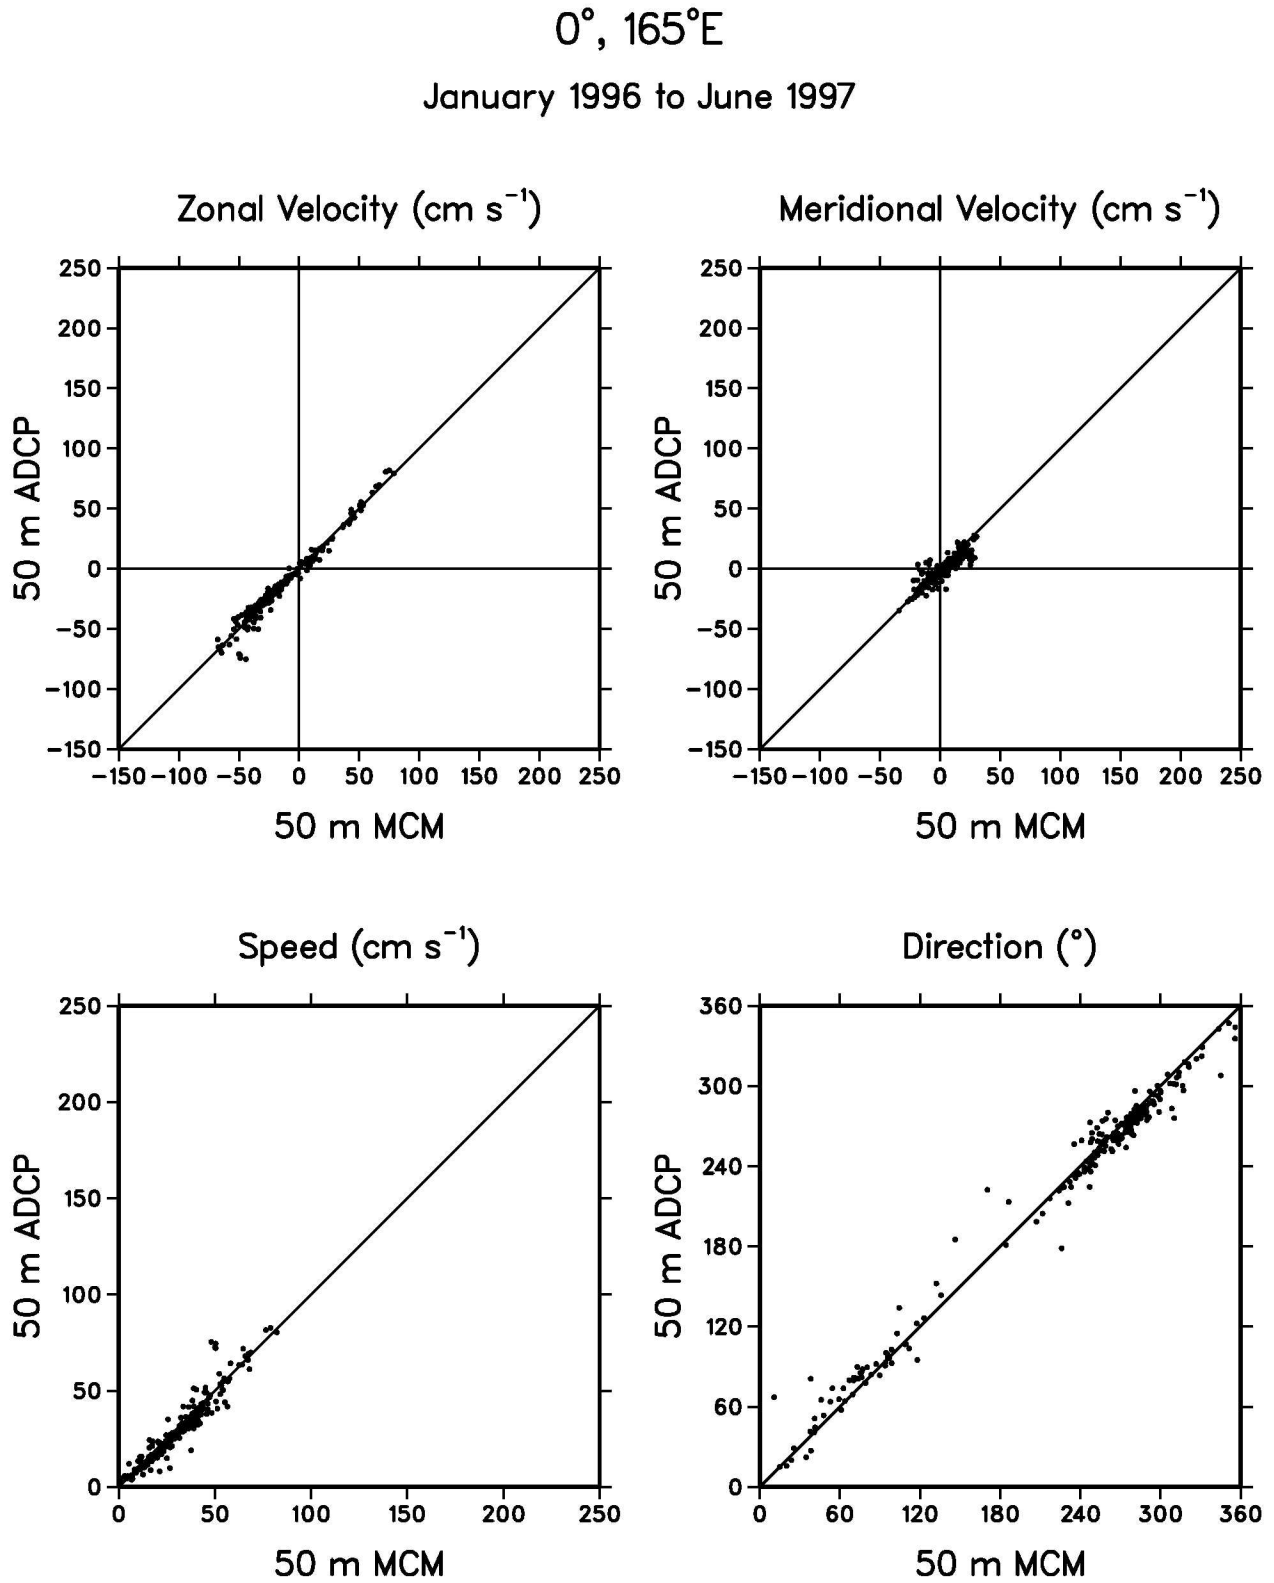 0°, 165°E
January 1996 to June 1997
Zonal Velocity (cm s⁻¹)
Meridional Velocity (cm s⁻¹)
250
200
150
100
50
0
−50
−100
−150
50 m ADCP
−150 −100 −50 0 50 100 150 200 250
50 m MCM
250
200
150
100
50
0
−50
−100
−150
50 m ADCP
−150 −100 −50 0 50 100 150 200 250
50 m MCM
Speed (cm s⁻¹)
Direction (°)
250
200
150
100
50
0
50 m ADCP
0 50 100 150 200 250
50 m MCM
360
300
240
180
120
60
0
50 m ADCP
0 60 120 180 240 300 360
50 m MCM